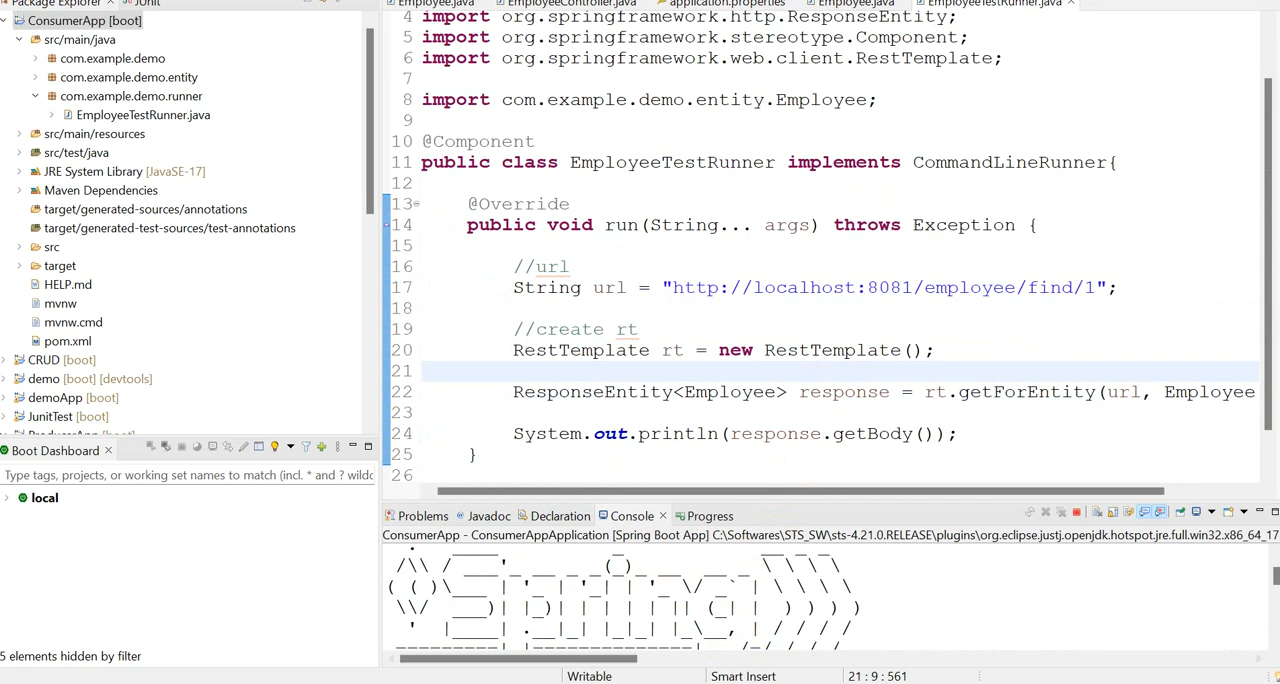 Package Explorer
JUnit
ConsumerApp [boot]
src/main/java
com.example.demo
com.example.demo.entity
com.example.demo.runner
EmployeeTestRunner.java
src/main/resources
src/test/java
JRE System Library [JavaSE-17]
Maven Dependencies
target/generated-sources/annotations
target/generated-test-sources/test-annotations
src
target
HELP.md
mvnw
mvnw.cmd
pom.xml
CRUD [boot]
demo [boot] [devtools]
demoApp [boot]
JunitTest [boot]
ProducerApp [boot]
Boot Dashboard
Type tags, projects, or working set names to match (incl. * and ? wildc
local
5 elements hidden by filter
Employee.java
EmployeeController.java
application.properties
Employee.java
EmployeeTestRunner.java
4 import org.springframework.http.ResponseEntity;
5 import org.springframework.stereotype.Component;
6 import org.springframework.web.client.RestTemplate;
7
8 import com.example.demo.entity.Employee;
9
10 @Component
11 public class EmployeeTestRunner implements CommandLineRunner{
12
13 @Override
14 public void run(String... args) throws Exception {
15
16 //url
17 String url = "http://localhost:8081/employee/find/1";
18
19 //create rt
20 RestTemplate rt = new RestTemplate();
21
22 ResponseEntity<Employee> response = rt.getForEntity(url, Employee
23
24 System.out.println(response.getBody());
25 }
26
Problems
Javadoc
Declaration
Console
Progress
ConsumerApp - ConsumerAppApplication [Spring Boot App] C:\Softwares\STS_SW\sts-4.21.0.RELEASE\plugins\org.eclipse.justj.openjdk.hotspot.jre.full.win32.x86_64_17
Spring
Writable
Smart Insert
21 : 9 : 561